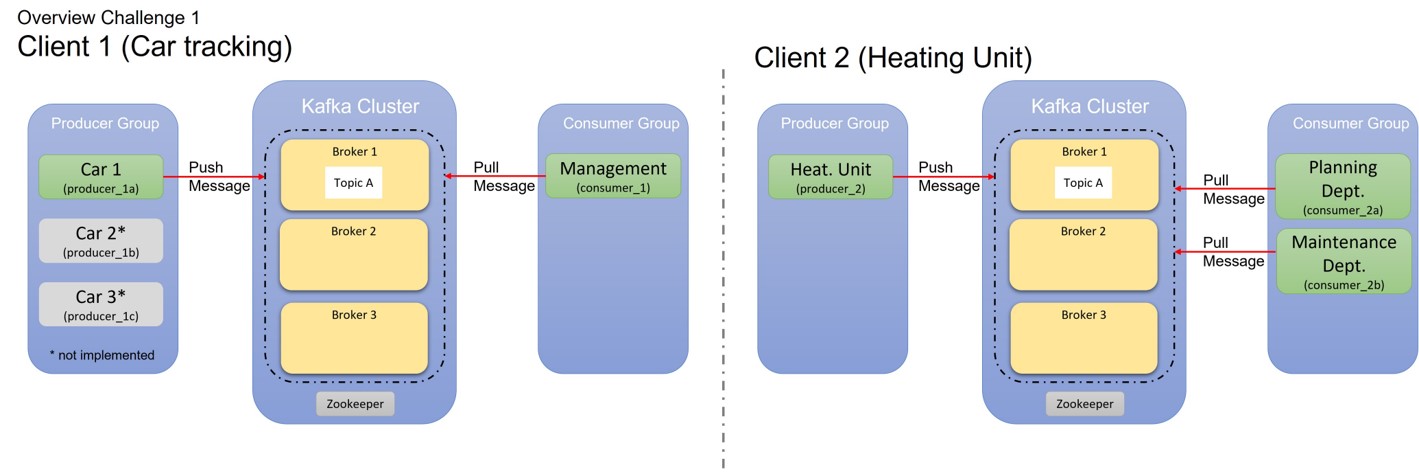 Overview Challenge 1
Client 1 (Car tracking)
Producer Group
Car 1
(producer_1a)
Car 2*
(producer_1b)
Car 3*
(producer_1c)
* not implemented
Push
Message
Kafka Cluster
Broker 1
Topic A
Broker 2
Broker 3
Zookeeper
Pull
Message
Consumer Group
Management
(consumer_1)
Client 2 (Heating Unit)
Producer Group
Heat. Unit
(producer_2)
Push
Message
Kafka Cluster
Broker 1
Topic A
Broker 2
Broker 3
Zookeeper
Pull
Message
Pull
Message
Consumer Group
Planning
Dept.
(consumer_2a)
Maintenance
Dept.
(consumer_2b)